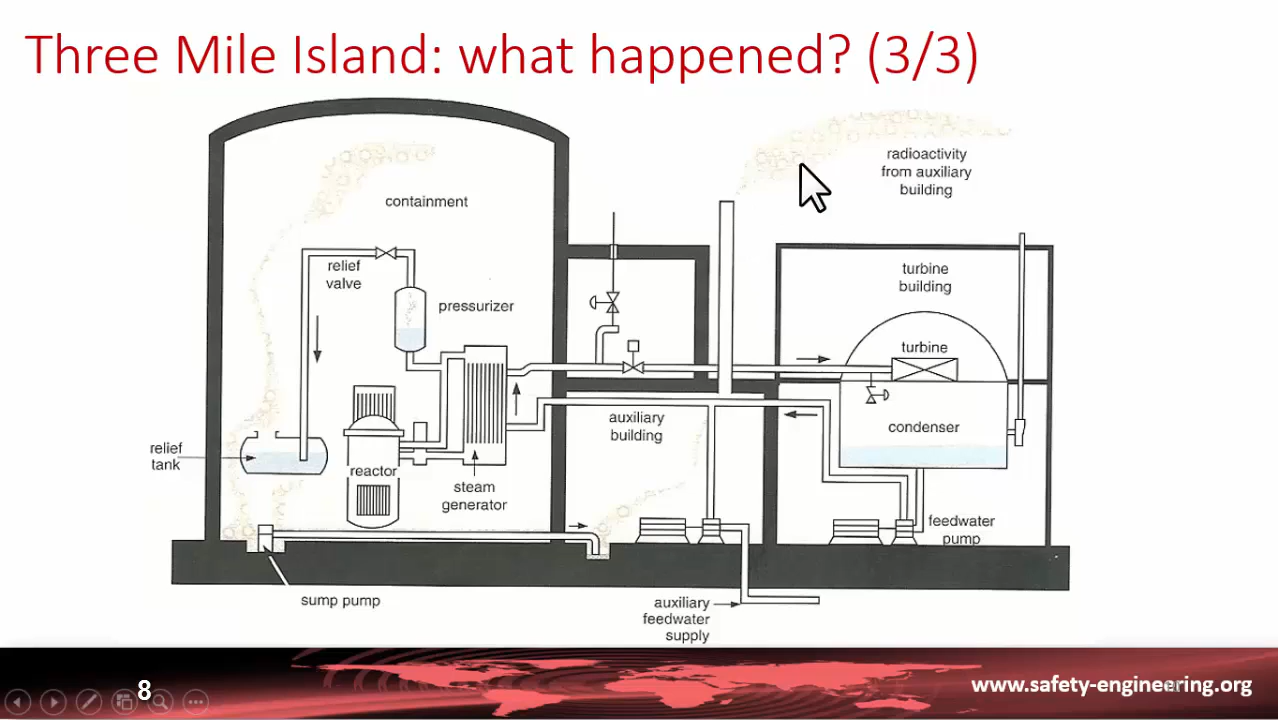 Three Mile Island: what happened? (3/3)
radioactivity
from auxiliary
building
containment
relief
valve
turbine
building
pressurizer
turbine
auxiliary
building
condenser
relief
tank
reactor
steam
generator
feedwater
pump
sump pump
auxiliary
feedwater
supply
8
www.safety-engineering.org